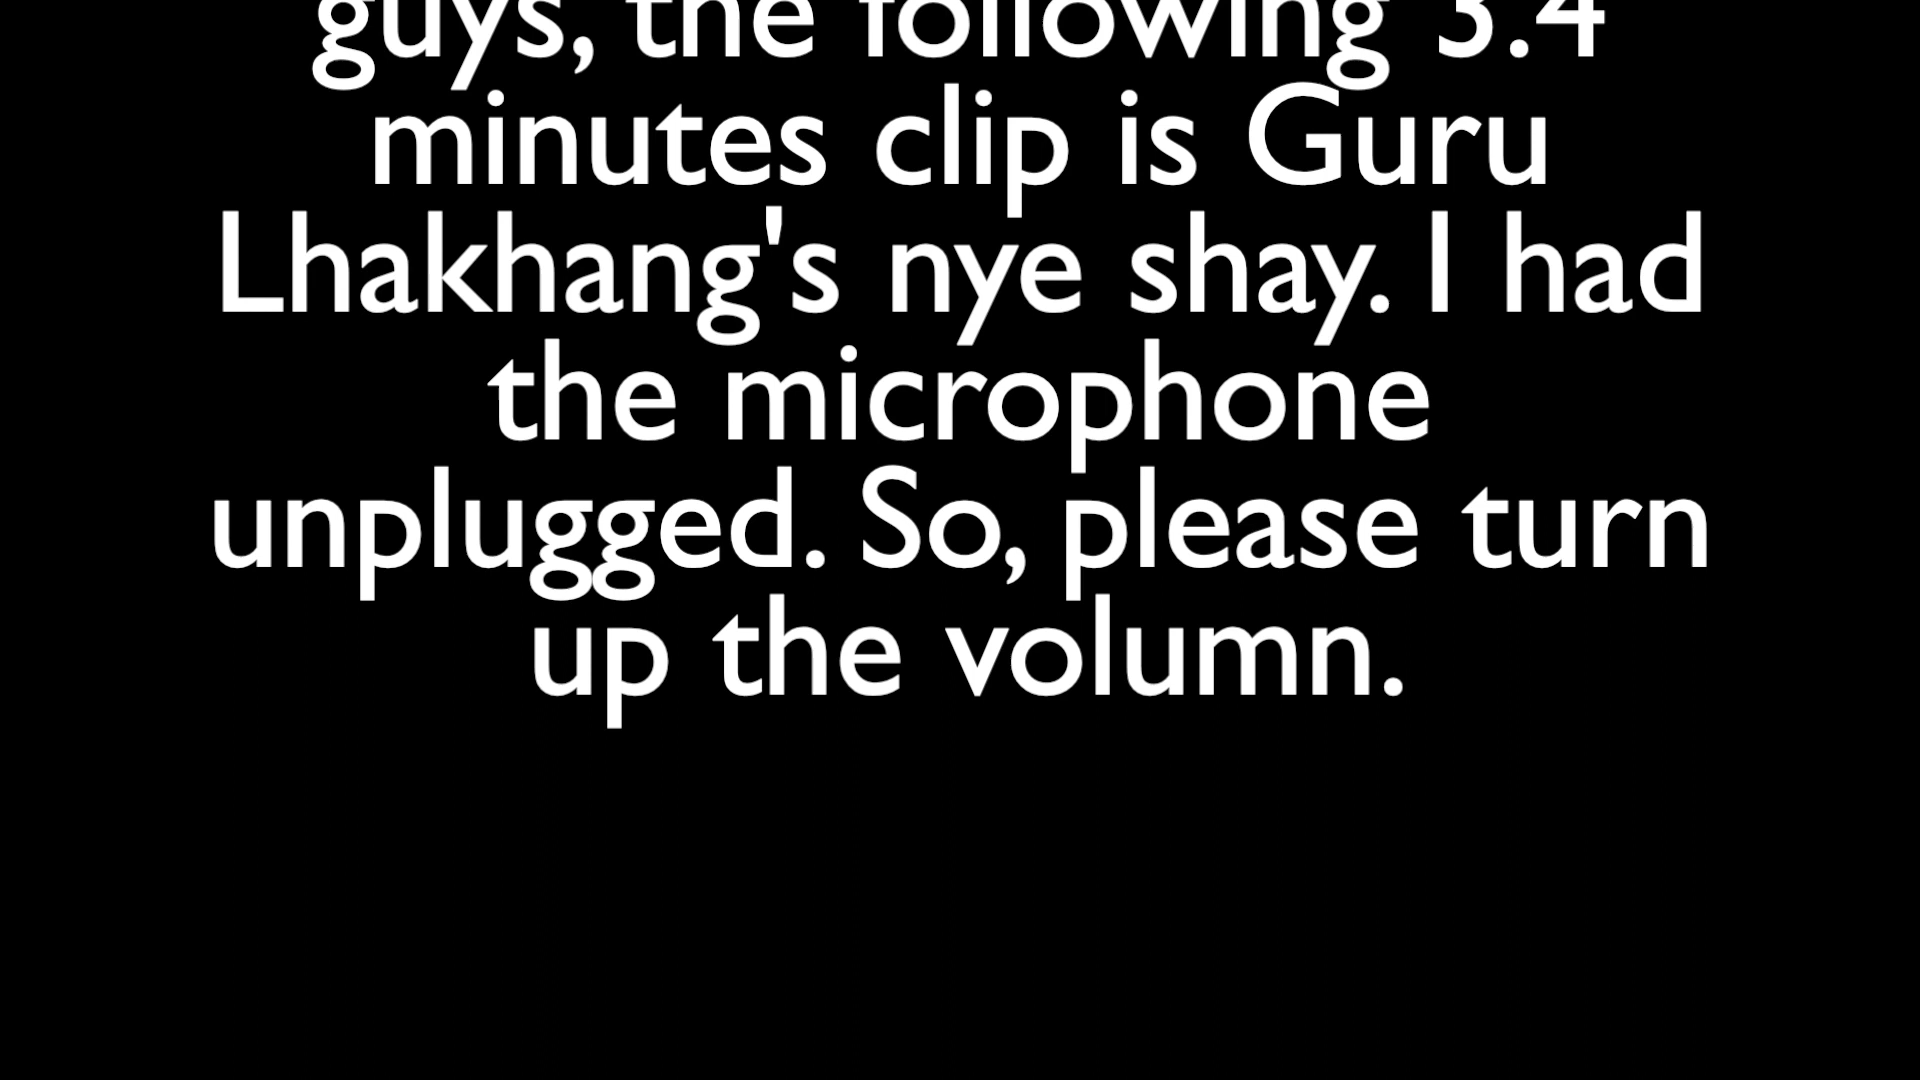 guys, the following 3.4
minutes clip is Guru
Lhakhang's nye shay. I had
the microphone
unplugged. So, please turn
up the volumn.